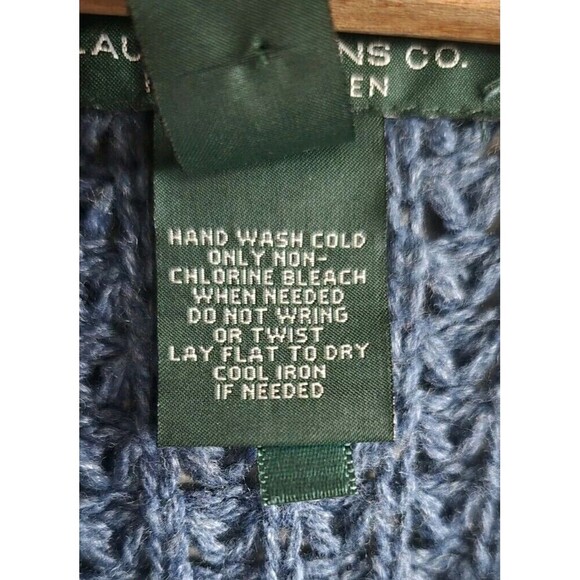 NS CO.
EN
HAND WASH COLD
ONLY NON-
CHLORINE BLEACH
WHEN NEEDED
DO NOT WRING
OR TWIST
LAY FLAT TO DRY
COOL IRON
IF NEEDED